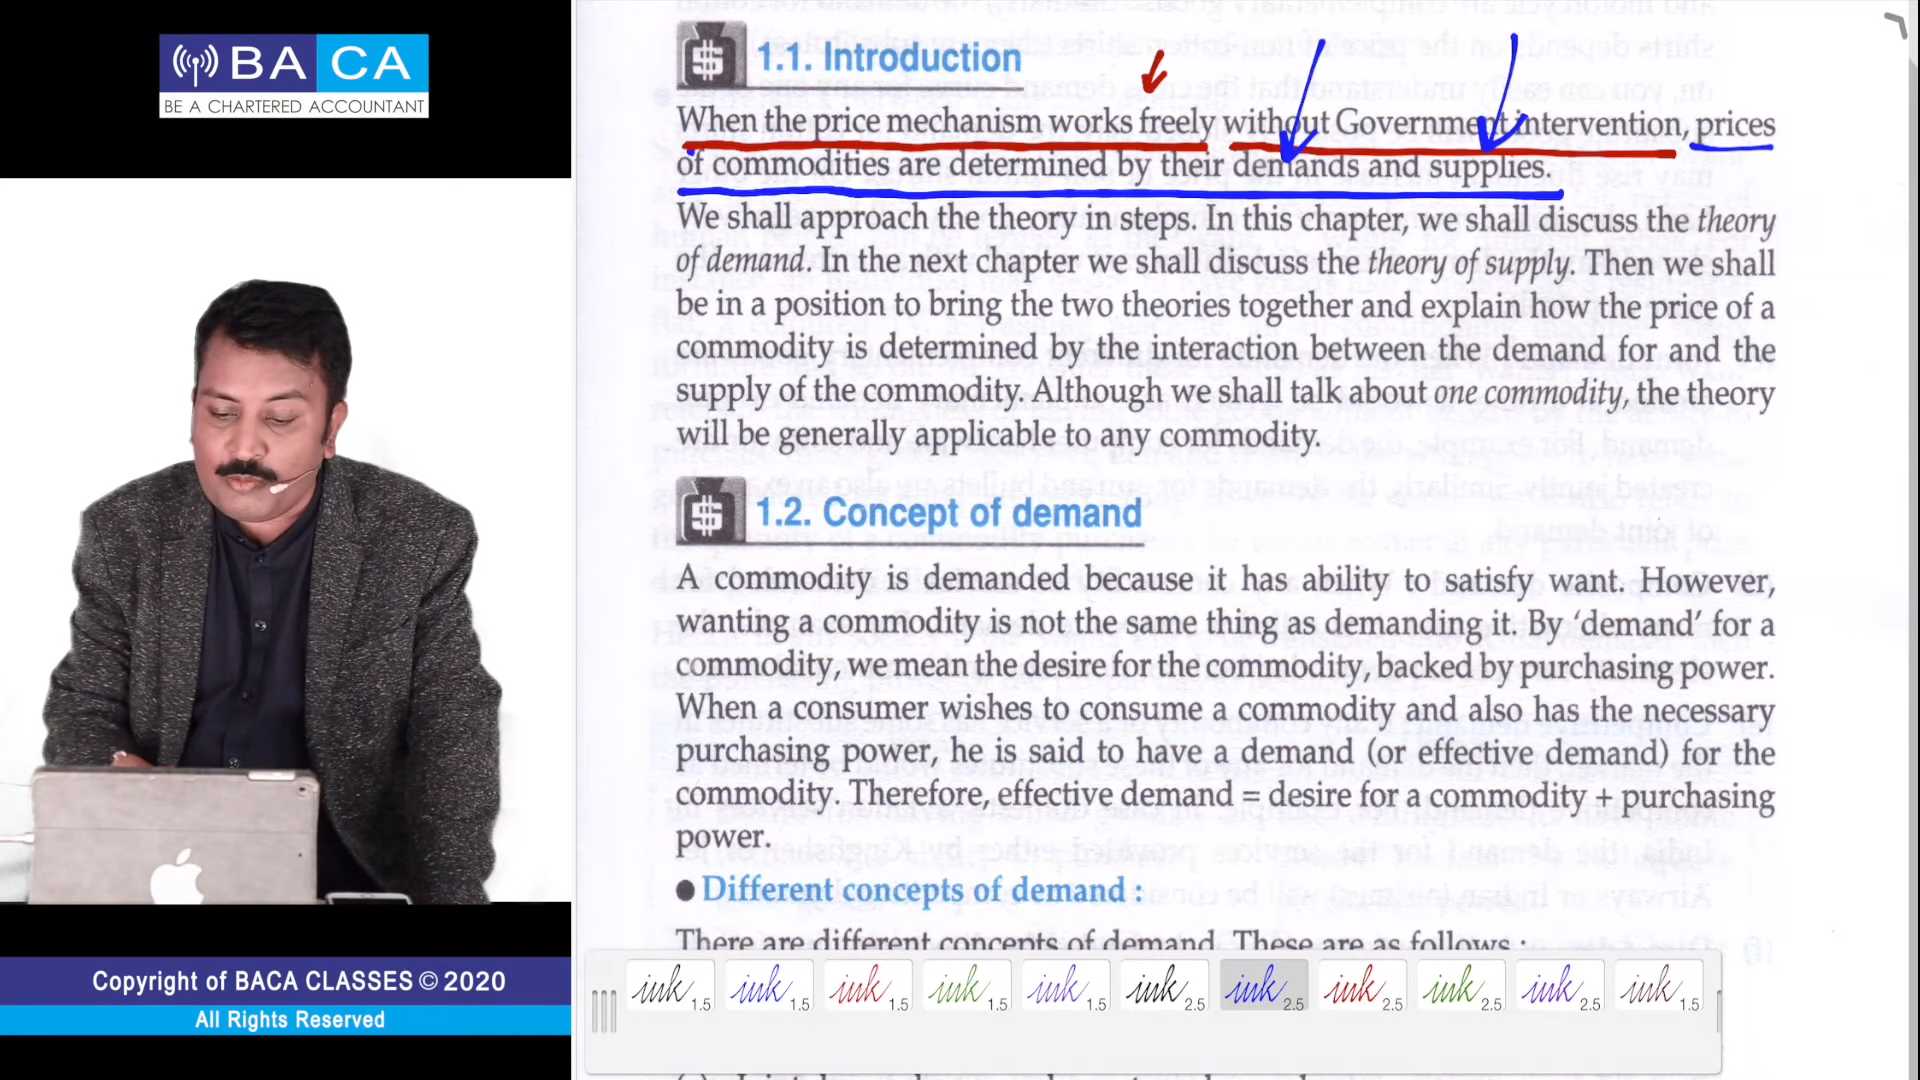 BA CA
BE A CHARTERED ACCOUNTANT
1.1. Introduction
When the price mechanism works freely without Government intervention, prices
of commodities are determined by their demands and supplies.
We shall approach the theory in steps. In this chapter, we shall discuss the theory
of demand. In the next chapter we shall discuss the theory of supply. Then we shall
be in a position to bring the two theories together and explain how the price of a
commodity is determined by the interaction between the demand for and the
supply of the commodity. Although we shall talk about one commodity, the theory
will be generally applicable to any commodity.
1.2. Concept of demand
A commodity is demanded because it has ability to satisfy want. However,
wanting a commodity is not the same thing as demanding it. By ‘demand’ for a
commodity, we mean the desire for the commodity, backed by purchasing power.
When a consumer wishes to consume a commodity and also has the necessary
purchasing power, he is said to have a demand (or effective demand) for the
commodity. Therefore, effective demand = desire for a commodity + purchasing
power.
● Different concepts of demand :
There are different concepts of demand. These are as follows :
ink 1.5 ink 1.5 ink 1.5 ink 1.5 ink 1.5 ink 2.5 ink 2.5 ink 2.5 ink 2.5 ink 2.5 ink 1.5
Copyright of BACA CLASSES © 2020
All Rights Reserved